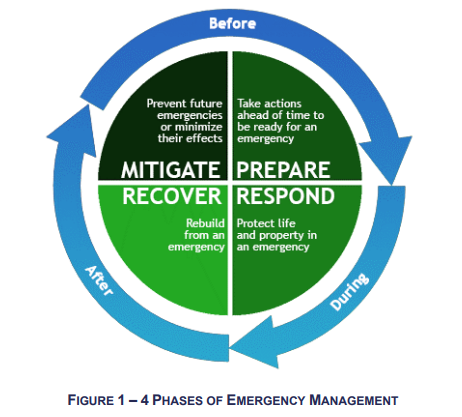 Before
Prevent future
emergencies
or minimize
their effects
MITIGATE
Take actions
ahead of time to
be ready for an
emergency
PREPARE
RECOVER
Rebuild
from an
emergency
RESPOND
Protect life
and property in
an emergency
After
During
FIGURE 1 – 4 PHASES OF EMERGENCY MANAGEMENT